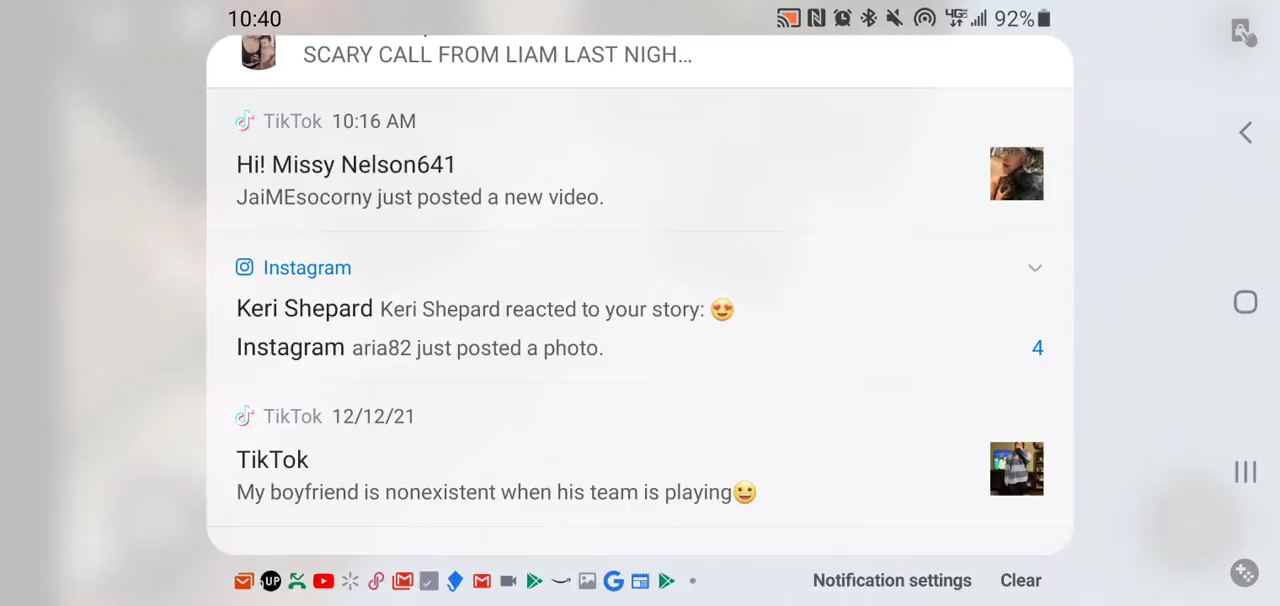 10:40
92%
SCARY CALL FROM LIAM LAST NIGH...
TikTok 10:16 AM
Hi! Missy Nelson641
JaiMEsocorny just posted a new video.
Instagram
Keri Shepard Keri Shepard reacted to your story: 😍
Instagram aria82 just posted a photo.
4
TikTok 12/12/21
TikTok
My boyfriend is nonexistent when his team is playing😀
UP
Notification settings
Clear